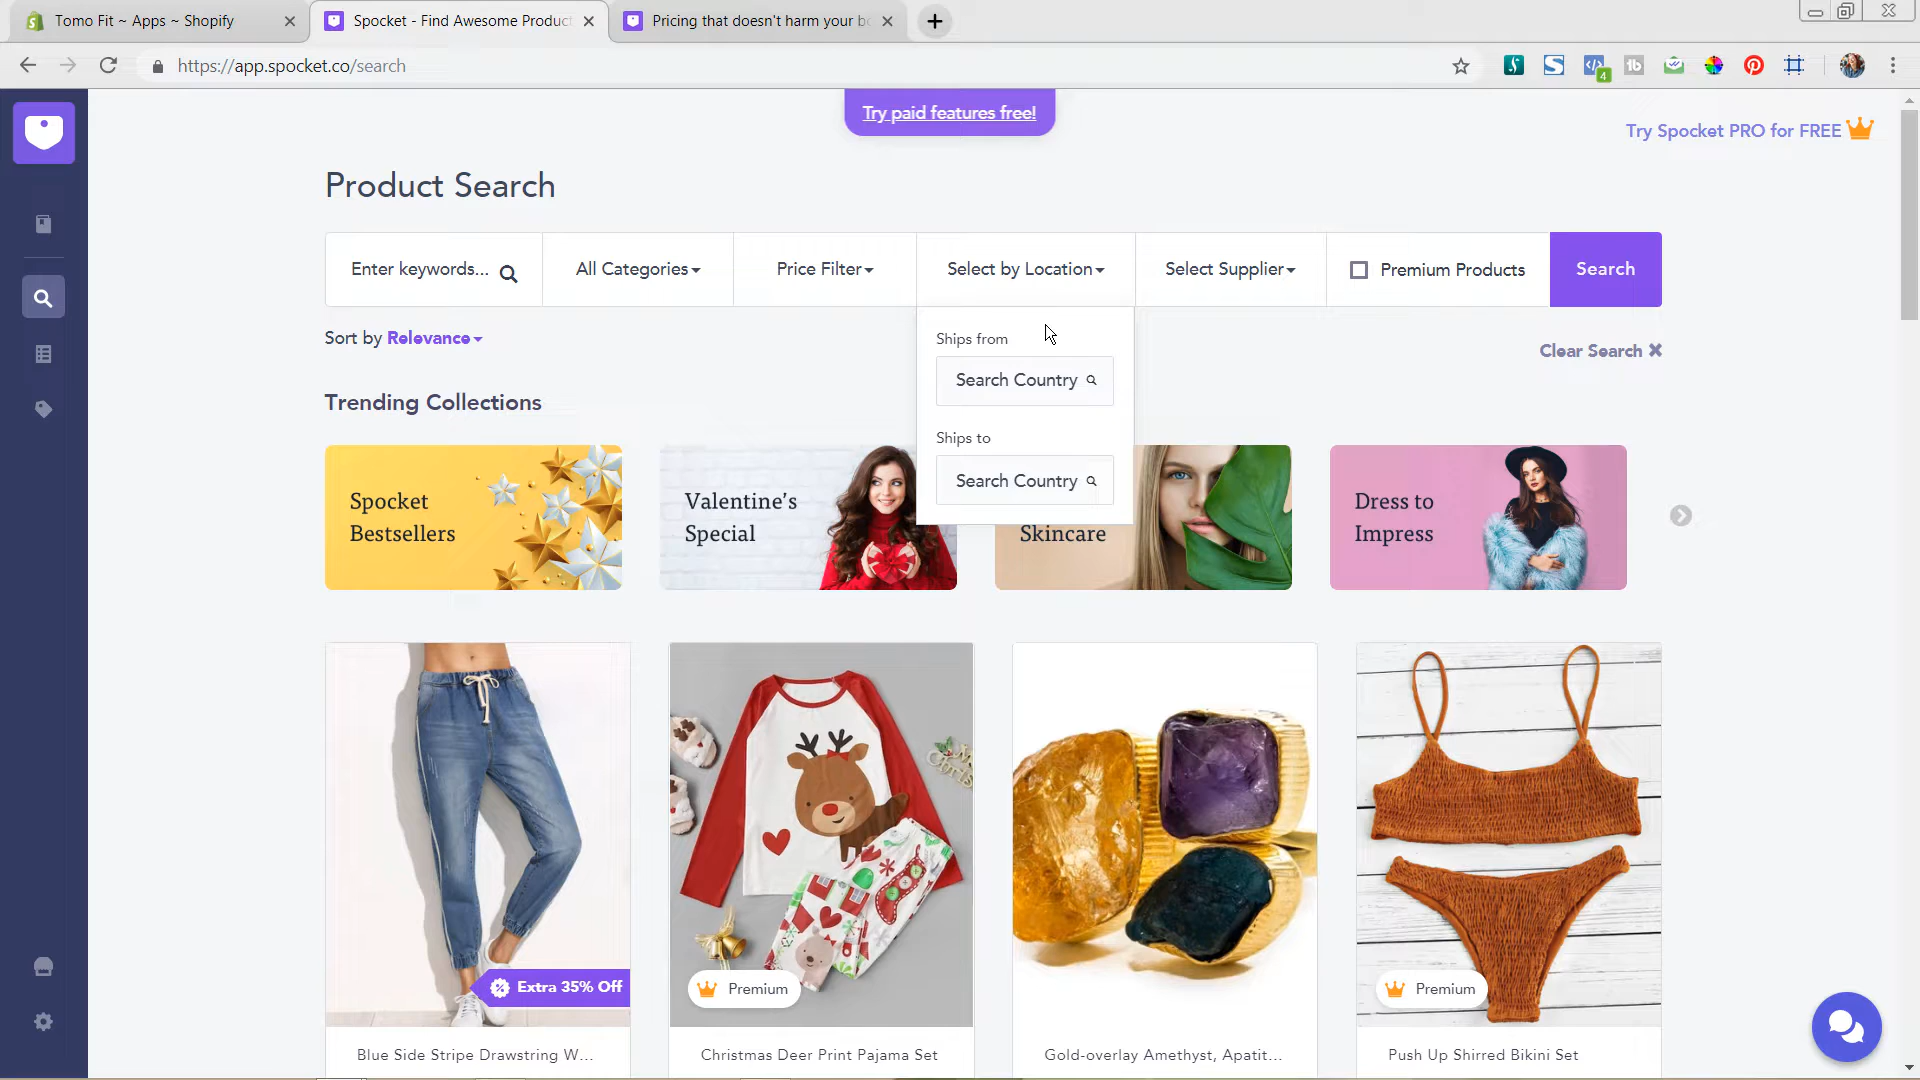 Tomo Fit ~ Apps ~ Shopify
Spocket - Find Awesome Product
Pricing that doesn't harm your b
https://app.spocket.co/search
4
Try paid features free!
Try Spocket PRO for FREE
Product Search
Enter keywords...
All Categories
Price Filter
Select by Location
Select Supplier
Premium Products
Search
Sort by Relevance
Ships from
Clear Search
Search Country
Trending Collections
Ships to
Search Country
Spocket
Bestsellers
Valentine's
Special
Skincare
Dress to
Impress
Extra 35% Off
Premium
Premium
Blue Side Stripe Drawstring W...
Christmas Deer Print Pajama Set
Gold-overlay Amethyst, Apatit...
Push Up Shirred Bikini Set